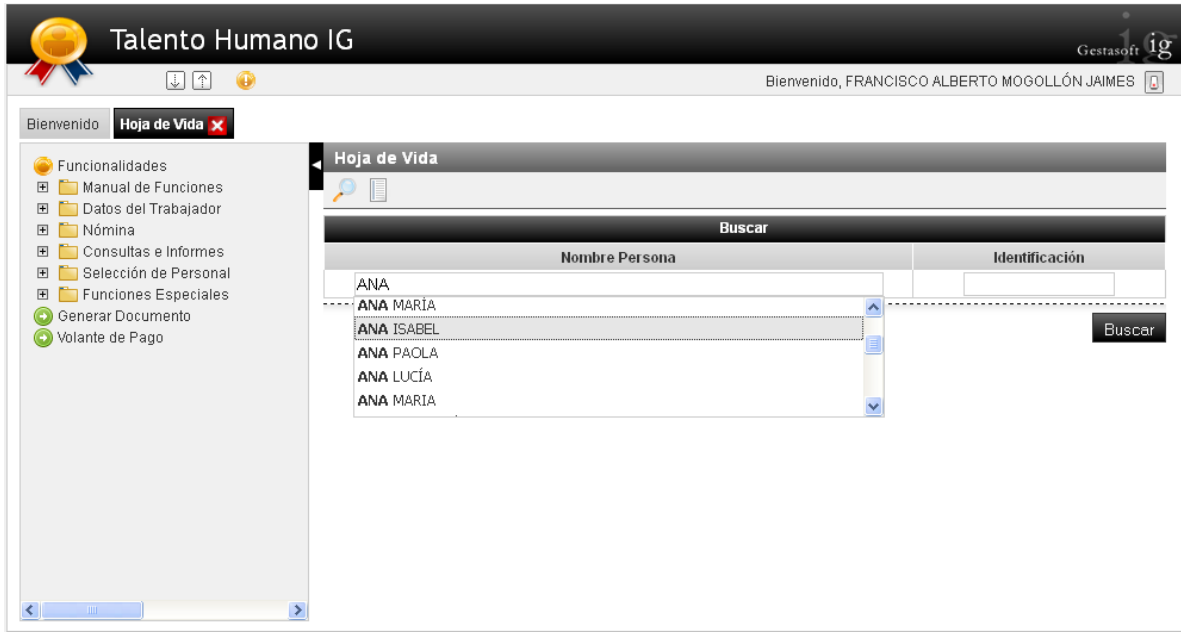 Talento Humano IG
Gestasoft ig
Bienvenido, FRANCISCO ALBERTO MOGOLLÓN JAIMES
Bienvenido
Hoja de Vida
Funcionalidades
Manual de Funciones
Datos del Trabajador
Nómina
Consultas e Informes
Selección de Personal
Funciones Especiales
Generar Documento
Volante de Pago
Hoja de Vida
Buscar
Nombre Persona Identificación
ANA
ANA MARÍA
ANA ISABEL
ANA PAOLA
ANA LUCÍA
ANA MARIA
Buscar